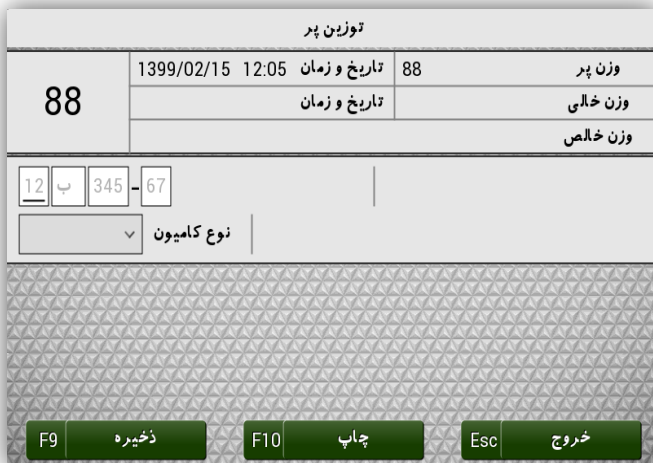 توزین پر
وزن پر 88 تاریخ و زمان 1399/02/15 12:05
88
وزن خالی تاریخ و زمان
وزن خالص
12 ب 345 - 67
نوع کامیون
خروج Esc چاپ F10 ذخیره F9